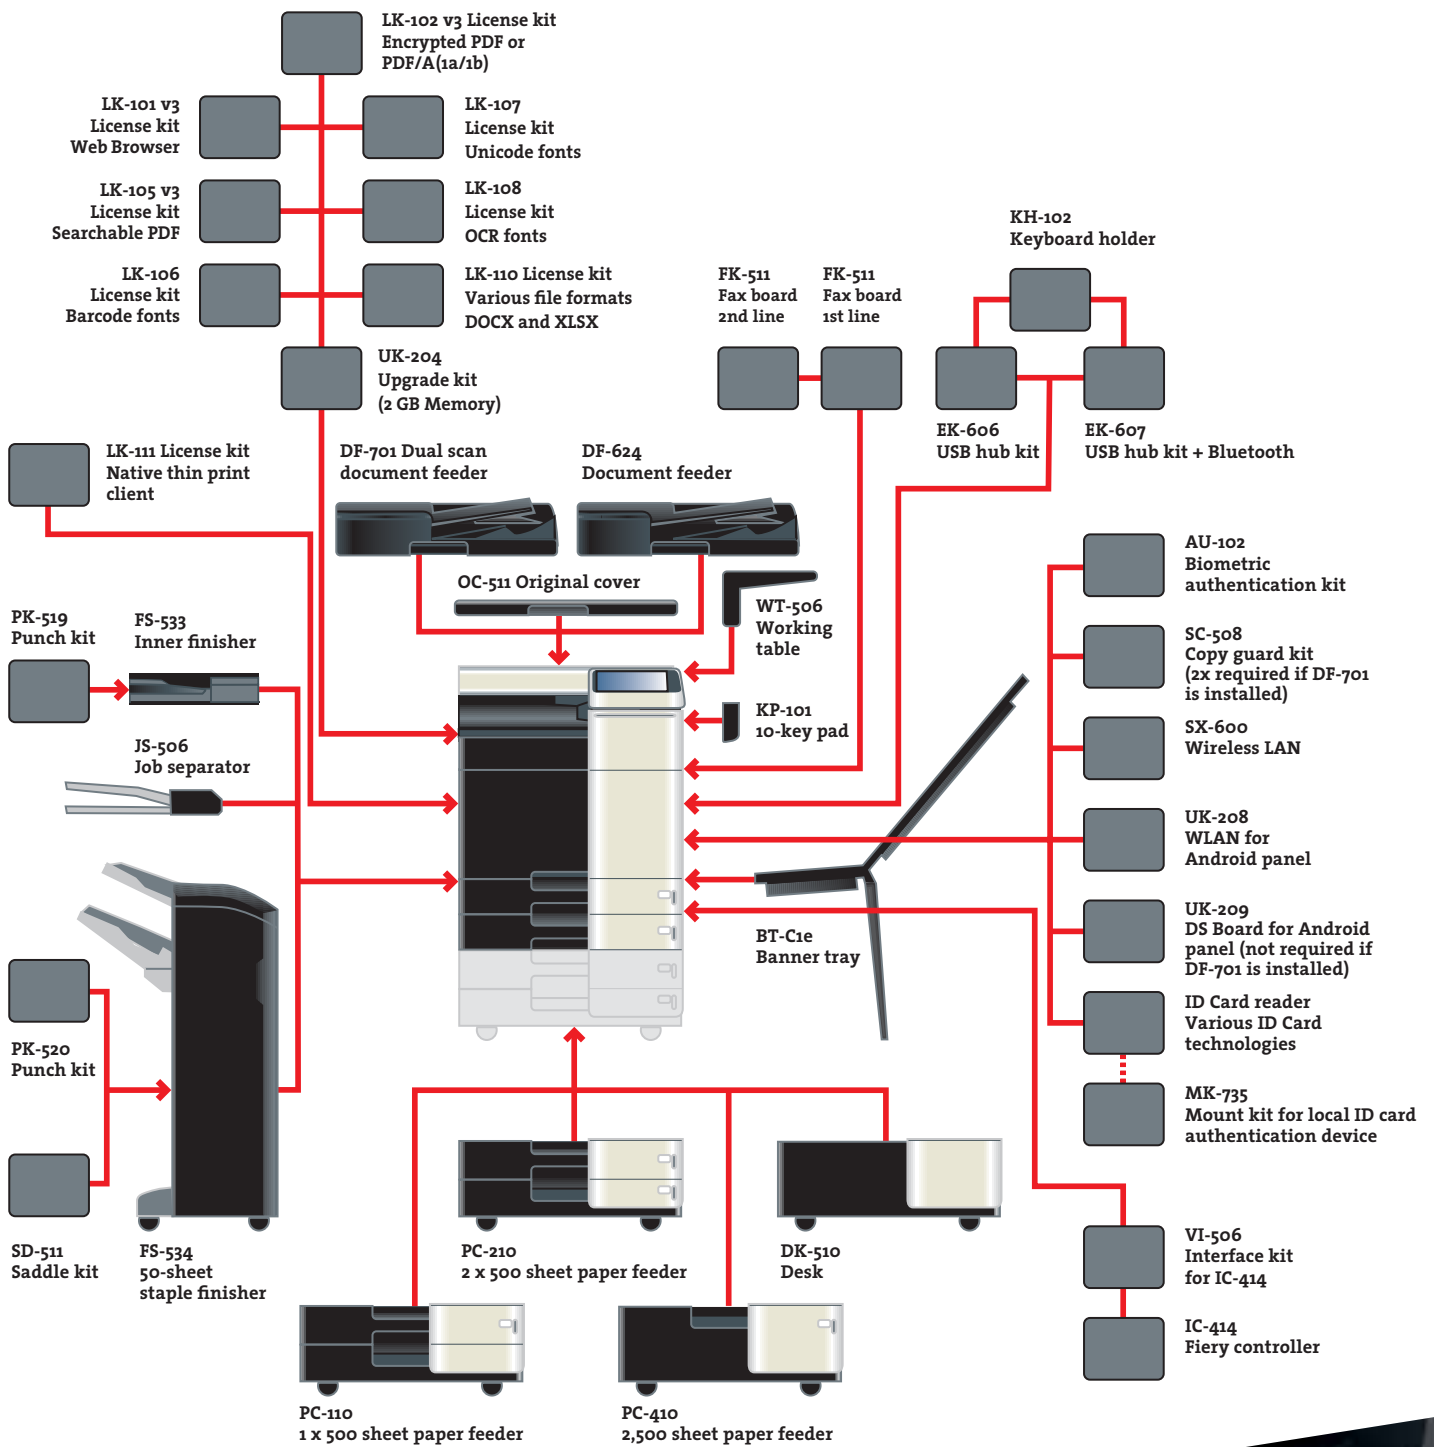 LK-102 v3 License kit
Encrypted PDF or
PDF/A(1a/1b)
LK-101 v3
License kit
Web Browser
LK-107
License kit
Unicode fonts
LK-105 v3
License kit
Searchable PDF
LK-108
License kit
OCR fonts
LK-106
License kit
Barcode fonts
LK-110 License kit
Various file formats
DOCX and XLSX
UK-204
Upgrade kit
(2 GB Memory)
FK-511
Fax board
2nd line
FK-511
Fax board
1st line
KH-102
Keyboard holder
EK-606
USB hub kit
EK-607
USB hub kit + Bluetooth
LK-111 License kit
Native thin print
client
DF-701 Dual scan
document feeder
DF-624
Document feeder
OC-511 Original cover
WT-506
Working
table
KP-101
10-key pad
PK-519
Punch kit
FS-533
Inner finisher
JS-506
Job separator
AU-102
Biometric
authentication kit
SC-508
Copy guard kit
(2x required if DF-701
is installed)
SX-600
Wireless LAN
UK-208
WLAN for
Android panel
UK-209
DS Board for Android
panel (not required if
DF-701 is installed)
BT-C1e
Banner tray
ID Card reader
Various ID Card
technologies
MK-735
Mount kit for local ID card
authentication device
PK-520
Punch kit
SD-511
Saddle kit
FS-534
50-sheet
staple finisher
PC-210
2 x 500 sheet paper feeder
DK-510
Desk
VI-506
Interface kit
for IC-414
IC-414
Fiery controller
PC-110
1 x 500 sheet paper feeder
PC-410
2,500 sheet paper feeder